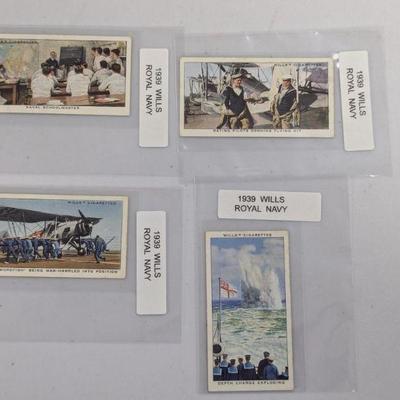 NAVAL SCHOOLMASTER
1939 WILLS
ROYAL NAVY
WILLS'S CIGARETTES
RATING PILOTS DONNING FLYING KIT
1939 WILLS
ROYAL NAVY
WILLS'S CIGARETTES
BEING MAN-HANDLED INTO POSITION
1939 WILLS
ROYAL NAVY
1939 WILLS
ROYAL NAVY
WILLS'S CIGARETTES
DEPTH CHARGE EXPLODING